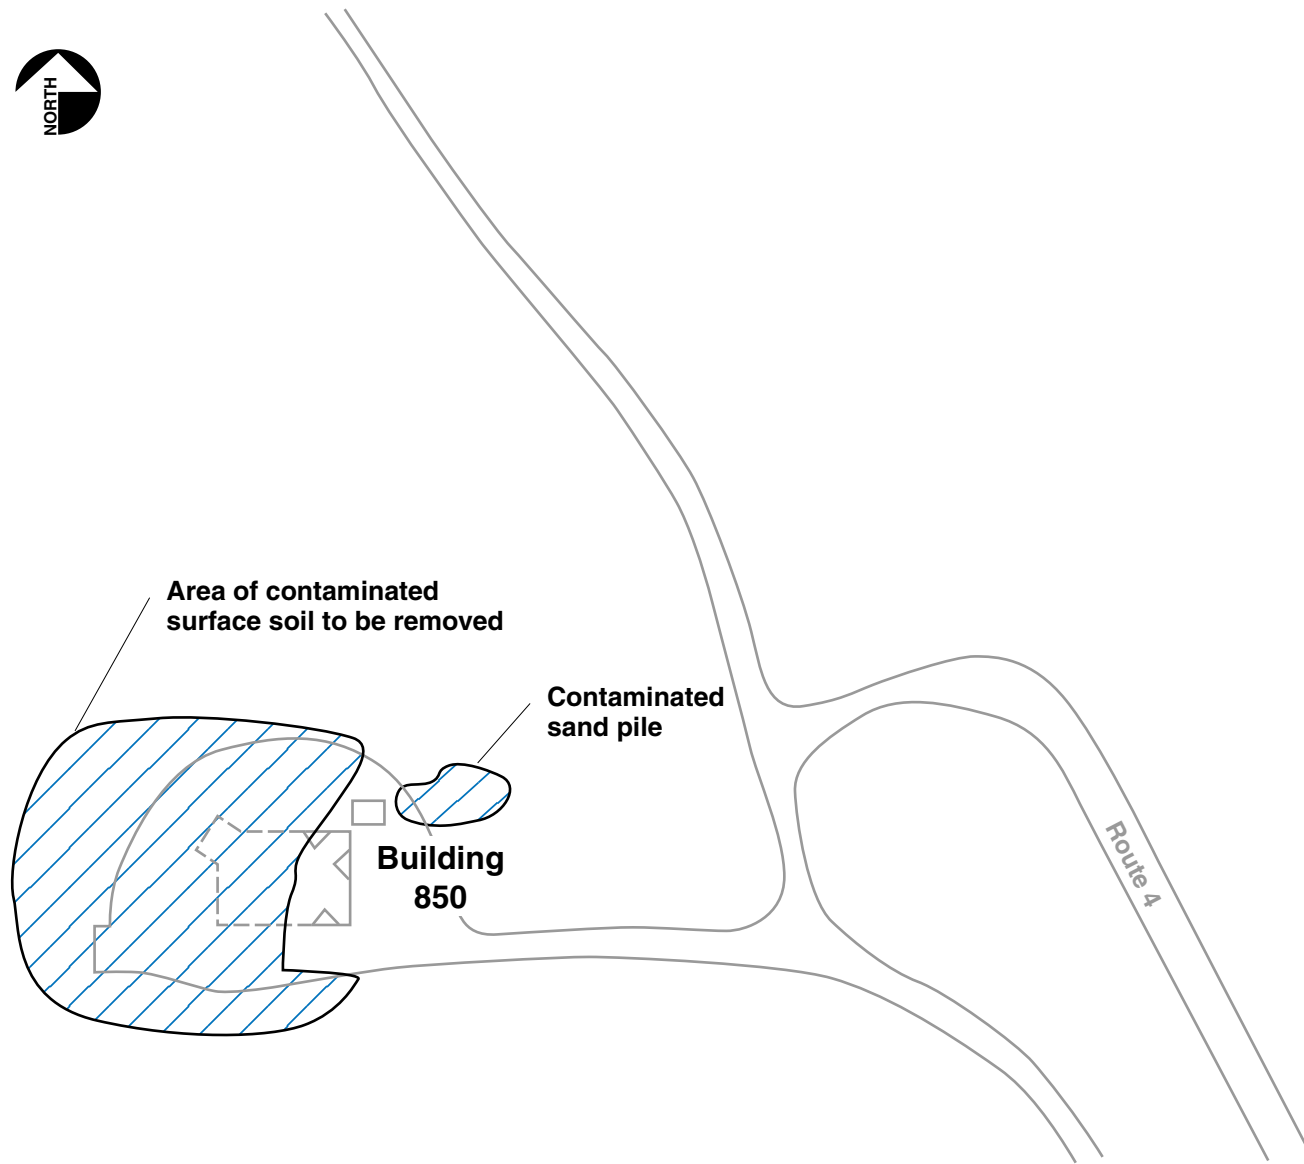 NORTH
Area of contaminated
surface soil to be removed
Contaminated
sand pile
Building
850
Route 4